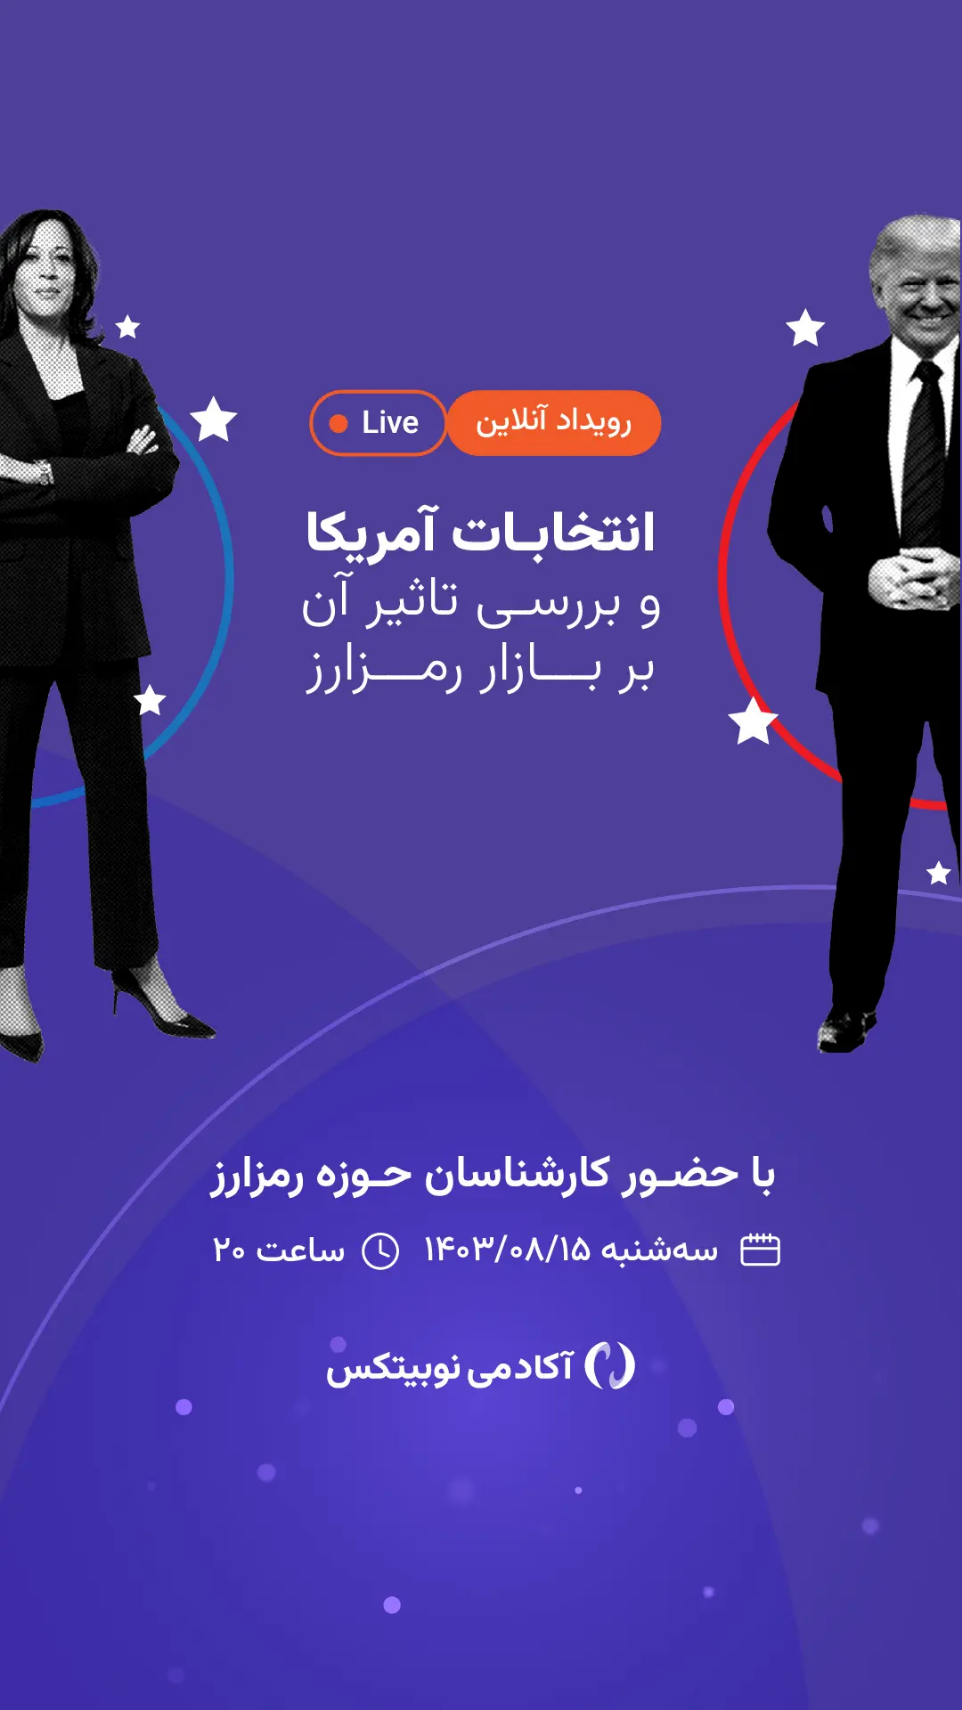 رویداد آنلاین Live
انتخابات آمریکا
و بررسی تاثیر آن
بر بازار رمزارز
با حضور کارشناسان حوزه رمزارز
سه‌شنبه ۱۴۰۳/۰۸/۱۵ ساعت ۲۰
آکادمی نوبیتکس